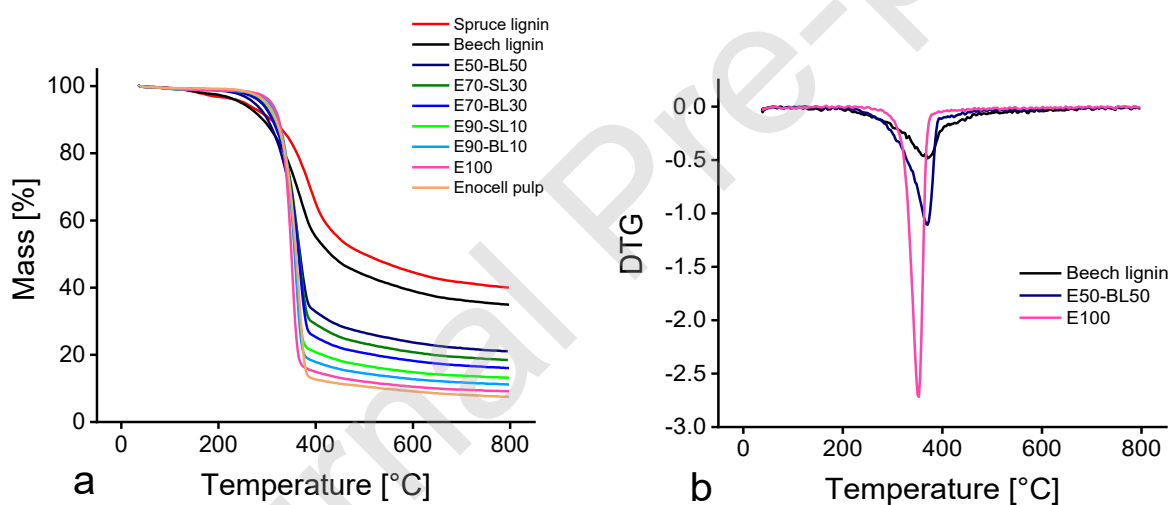 Spruce lignin
Beech lignin
E50-BL50
E70-SL30
E70-BL30
E90-SL10
E90-BL10
E100
Enocell pulp
100
80
60
40
20
0
Mass [%]
0 200 400 600 800
Temperature [°C]
a
0.0
-0.5
-1.0
-1.5
-2.0
-2.5
-3.0
DTG
Beech lignin
E50-BL50
E100
0 200 400 600 800
Temperature [°C]
b
rnal Pre-p